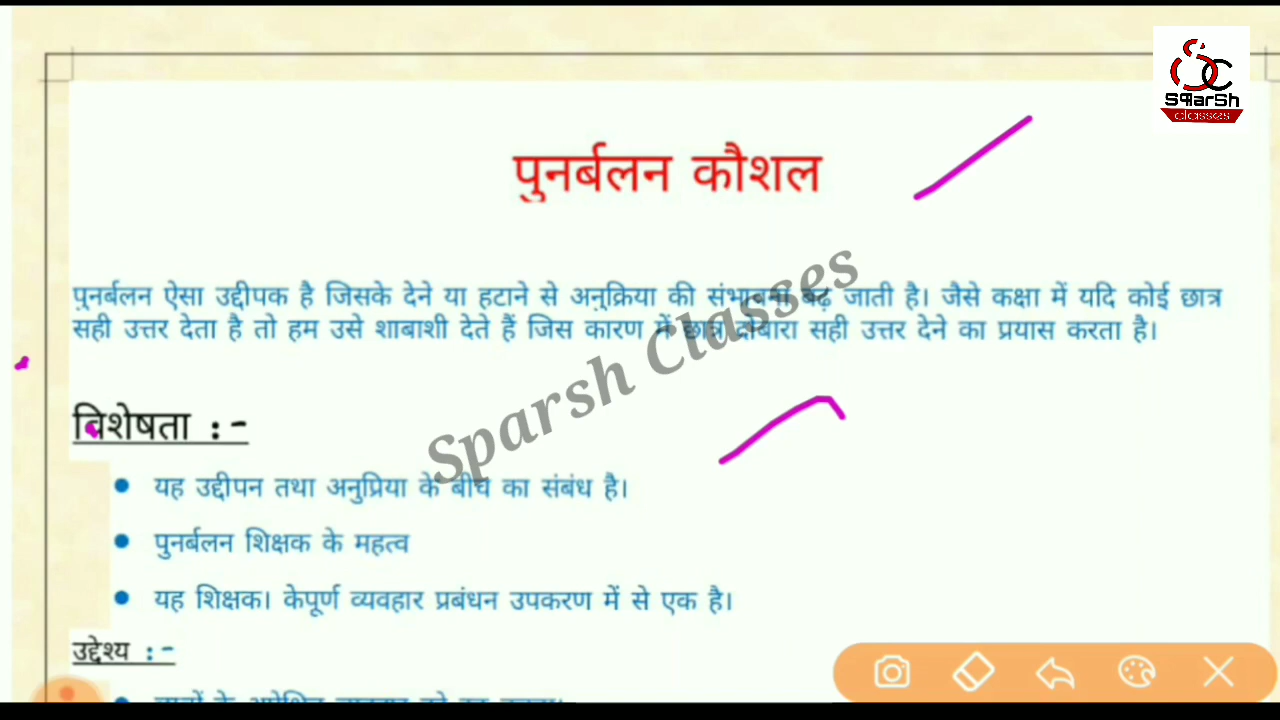 SपarSh
classes
पुनर्बलन कौशल
पुनर्बलन ऐसा उद्दीपक है जिसके देने या हटाने से अनुक्रिया की संभावना बढ़ जाती है। जैसे कक्षा में यदि कोई छात्र
सही उत्तर देता है तो हम उसे शाबाशी देते हैं जिस कारण में छात्र दोबारा सही उत्तर देने का प्रयास करता है।
Sparsh Classes
विशेषता :-
यह उद्दीपन तथा अनुप्रिया के बीच का संबंध है।
पुनर्बलन शिक्षक के महत्व
यह शिक्षक। केपूर्ण व्यवहार प्रबंधन उपकरण में से एक है।
उद्देश्य :-